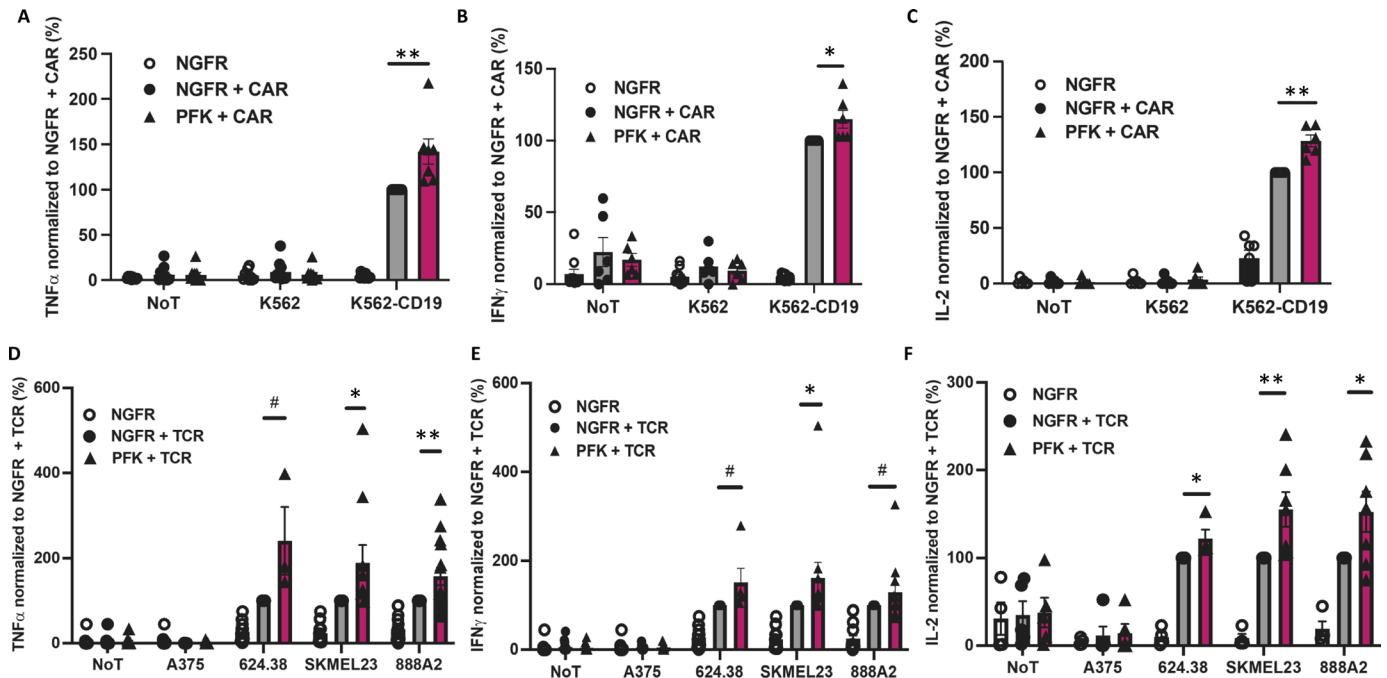 A
TNFα normalized to NGFR + CAR (%)
250
200
150
100
50
0
NGFR
NGFR + CAR
PFK + CAR
**
NoT
K562
K562-CD19
B
IFNγ normalized to NGFR + CAR (%)
150
100
50
0
NGFR
NGFR + CAR
PFK + CAR
*
NoT
K562
K562-CD19
C
IL-2 normalized to NGFR + CAR (%)
200
150
100
50
0
NGFR
NGFR + CAR
PFK + CAR
**
NoT
K562
K562-CD19
D
TNFα normalized to NGFR + TCR (%)
600
400
200
0
NGFR
NGFR + TCR
PFK + TCR
#
*
**
NoT
A375
624.38
SKMEL23
888A2
E
IFNγ normalized to NGFR + TCR (%)
600
400
200
0
NGFR
NGFR + TCR
PFK + TCR
#
*
#
NoT
A375
624.38
SKMEL23
888A2
F
IL-2 normalized to NGFR + TCR (%)
300
200
100
0
NGFR
NGFR + TCR
PFK + TCR
*
**
*
NoT
A375
624.38
SKMEL23
888A2